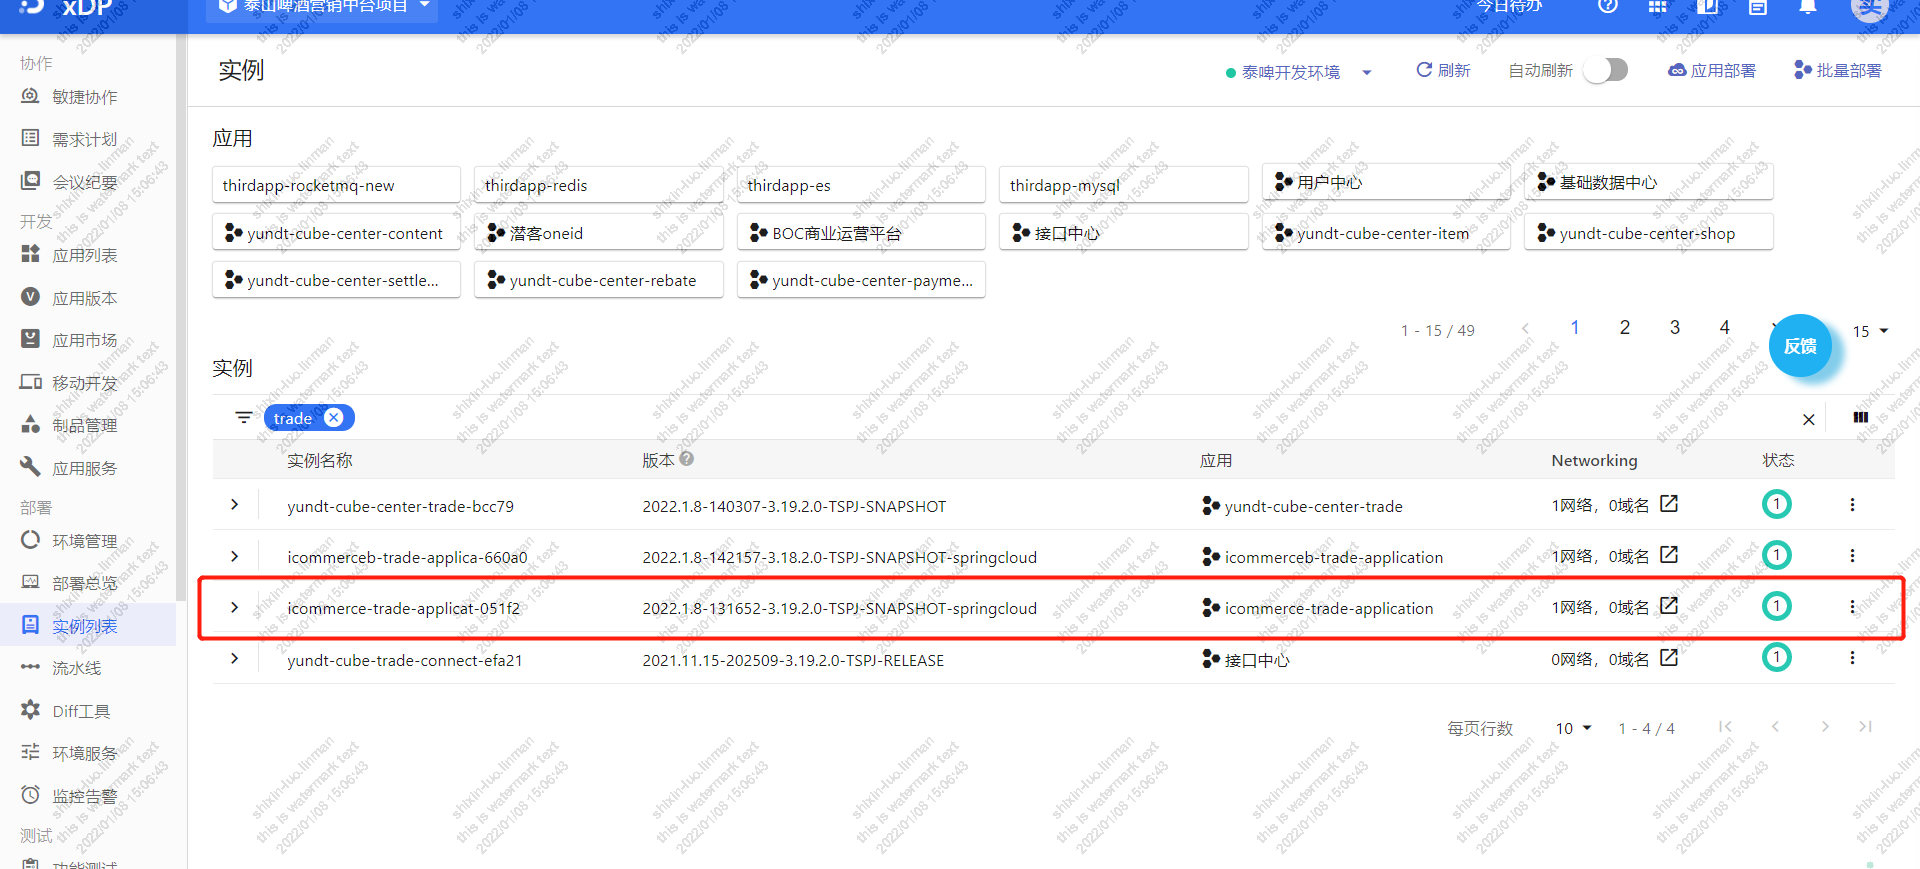 xDP
泰山啤酒营销中台项目
今日待办
协作
敏捷协作
需求计划
会议纪要
开发
应用列表
应用版本
应用市场
移动开发
制品管理
应用服务
部署
环境管理
部署总览
实例列表
流水线
Diff工具
环境服务
监控告警
测试
功能测试
实例
泰啤开发环境
刷新
自动刷新
应用部署
批量部署
应用
thirdapp-rocketmq-new
thirdapp-redis
thirdapp-es
thirdapp-mysql
用户中心
基础数据中心
yundt-cube-center-content
潜客oneid
BOC商业运营平台
接口中心
yundt-cube-center-item
yundt-cube-center-shop
yundt-cube-center-settle...
yundt-cube-center-rebate
yundt-cube-center-payme...
1 - 15 / 49
1 2 3 4
15
反馈
实例
trade
实例名称 版本 应用 Networking 状态
yundt-cube-center-trade-bcc79 2022.1.8-140307-3.19.2.0-TSPJ-SNAPSHOT yundt-cube-center-trade 1网络，0域名 1
icommerceb-trade-applica-660a0 2022.1.8-142157-3.18.2.0-TSPJ-SNAPSHOT-springcloud icommerceb-trade-application 1网络，0域名 1
icommerce-trade-applicat-051f2 2022.1.8-131652-3.19.2.0-TSPJ-SNAPSHOT-springcloud icommerce-trade-application 1网络，0域名 1
yundt-cube-trade-connect-efa21 2021.11.15-202509-3.19.2.0-TSPJ-RELEASE 接口中心 0网络，0域名 1
每页行数 10 1 - 4 / 4
shixin-luo.linman
this is watermark text
2022/01/08 15:06:43